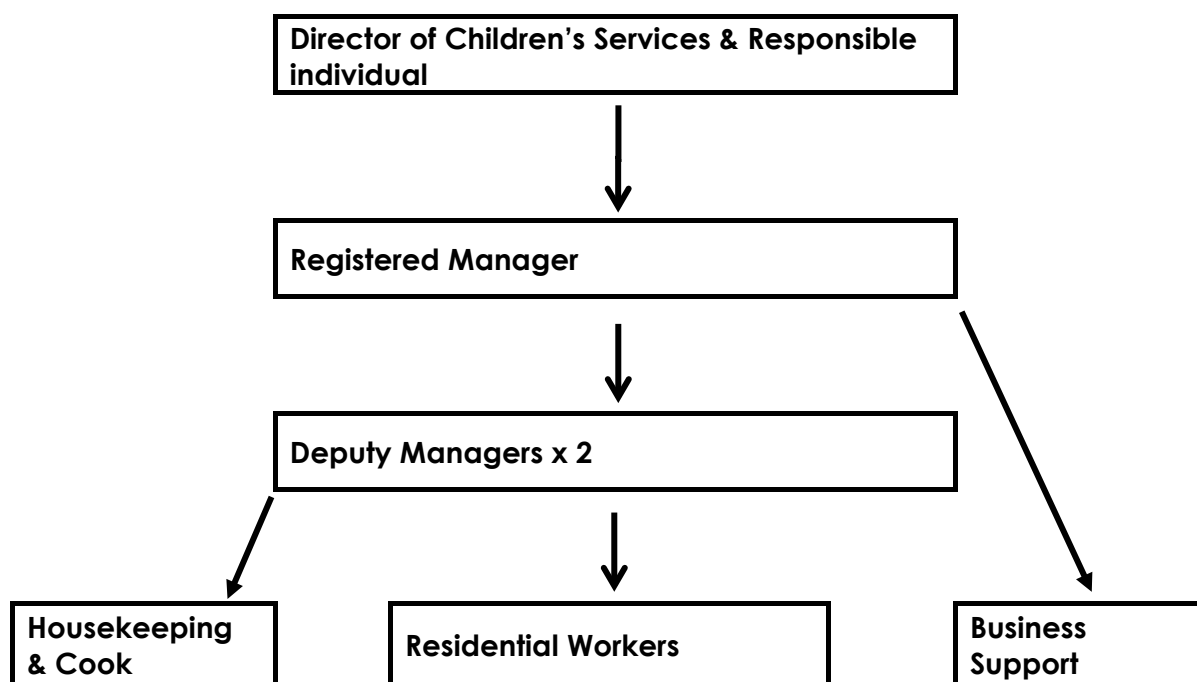 Director of Children’s Services & Responsible
individual
Registered Manager
Deputy Managers x 2
Housekeeping
& Cook
Residential Workers
Business
Support